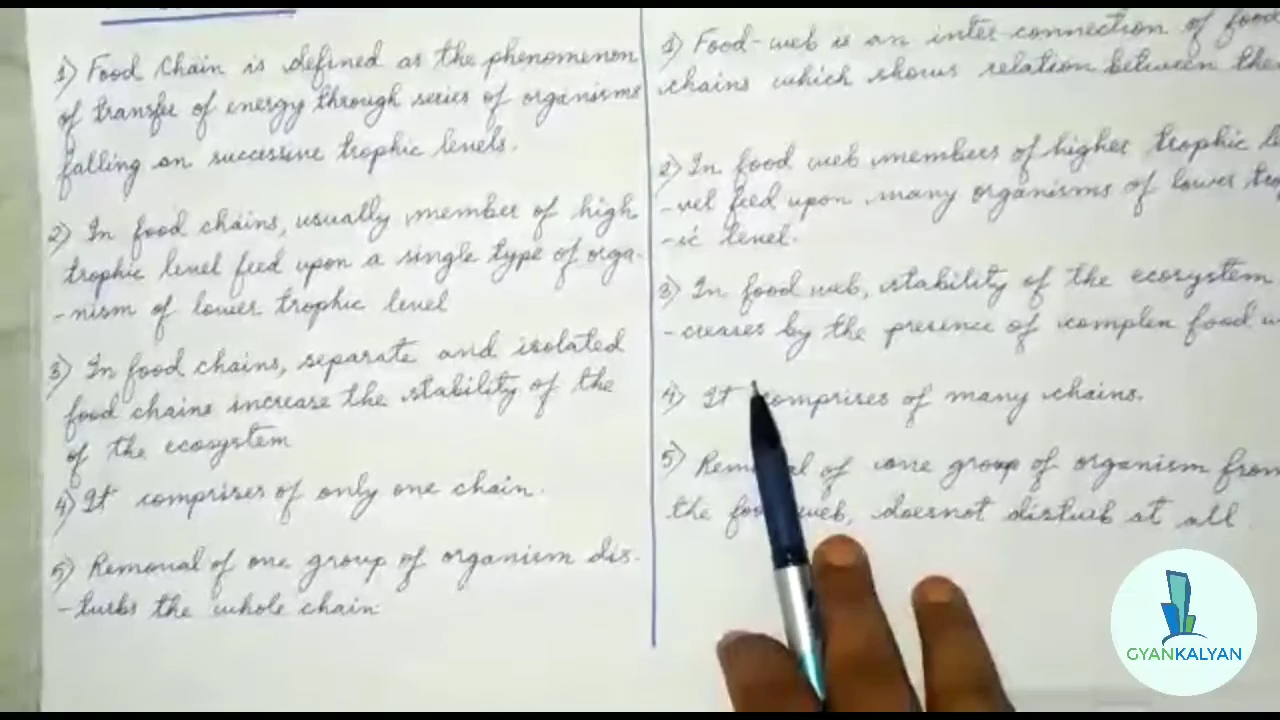 1) Food Chain is defined as the phenomenon
of transfer of energy through series of organisms
falling on successive trophic levels.
2) In food chains, usually member of high
trophic level feed upon a single type of orga-
-nism of lower trophic level
3) In food chains, separate and isolated
food chains increase the stability of the
of the ecosystem
4) It comprises of only one chain.
5) Removal of one group of organism dis-
-turbs the whole chain
1) Food-web is an inter-connection of food
chains which shows relation between the
2) In food web members of higher trophic le
-vel feed upon many organisms of lower trop
-ic level.
3) In food web, stability of the ecosystem
-creases by the presence of complex food w
4) It comprises of many chains.
5) Removal of one group of organism from
the food web, doesnot disturb at all.
GYANKALYAN